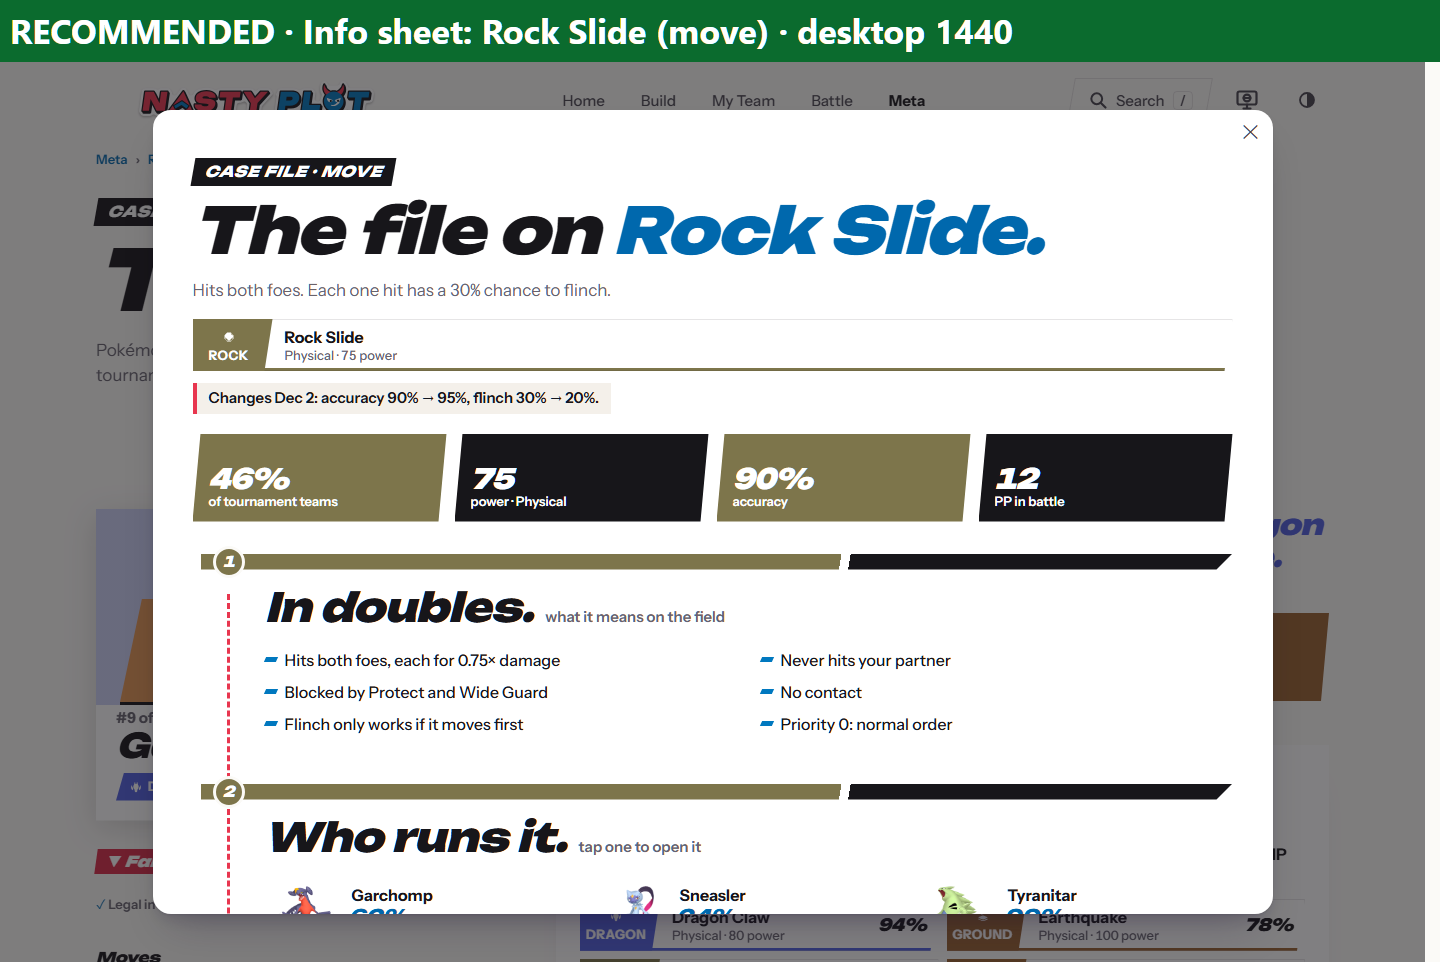 RECOMMENDED · Info sheet: Rock Slide (move) · desktop 1440
NASTY PLOT
Home Build My Team Battle Meta
Search /
Meta ›
CASE FILE · MOVE
The file on Rock Slide.
Hits both foes. Each one hit has a 30% chance to flinch.
ROCK
Rock Slide
Physical · 75 power
Changes Dec 2: accuracy 90% → 95%, flinch 30% → 20%.
46%
of tournament teams
75
power · Physical
90%
accuracy
12
PP in battle
1
In doubles. what it means on the field
Hits both foes, each for 0.75× damage
Never hits your partner
Blocked by Protect and Wide Guard
No contact
Flinch only works if it moves first
Priority 0: normal order
2
Who runs it. tap one to open it
Garchomp
Sneasler
Tyranitar
#9 of
Legal in
Moves
DRAGON
Dragon Claw
Physical · 80 power
94%
GROUND
Earthquake
Physical · 100 power
78%